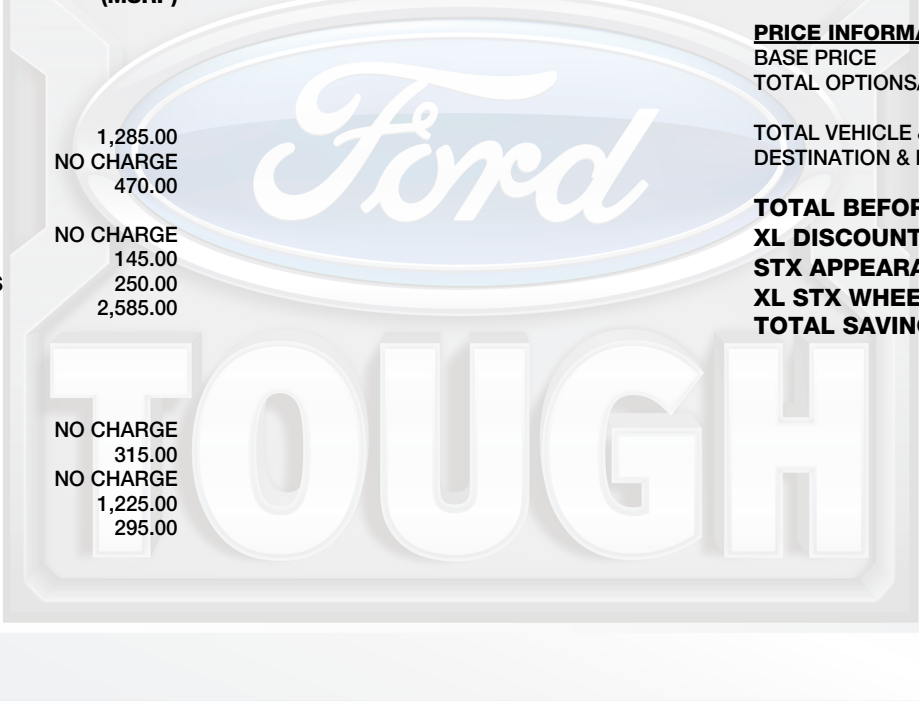 (MSRP)
1,285.00
NO CHARGE
470.00
NO CHARGE
145.00
250.00
2,585.00
NO CHARGE
315.00
NO CHARGE
1,225.00
295.00
PRICE INFORMA
BASE PRICE
TOTAL OPTIONS
TOTAL VEHICLE &
DESTINATION &
TOTAL BEFOR
XL DISCOUNT
STX APPEARA
XL STX WHEE
TOTAL SAVIN
Ford
TOUGH